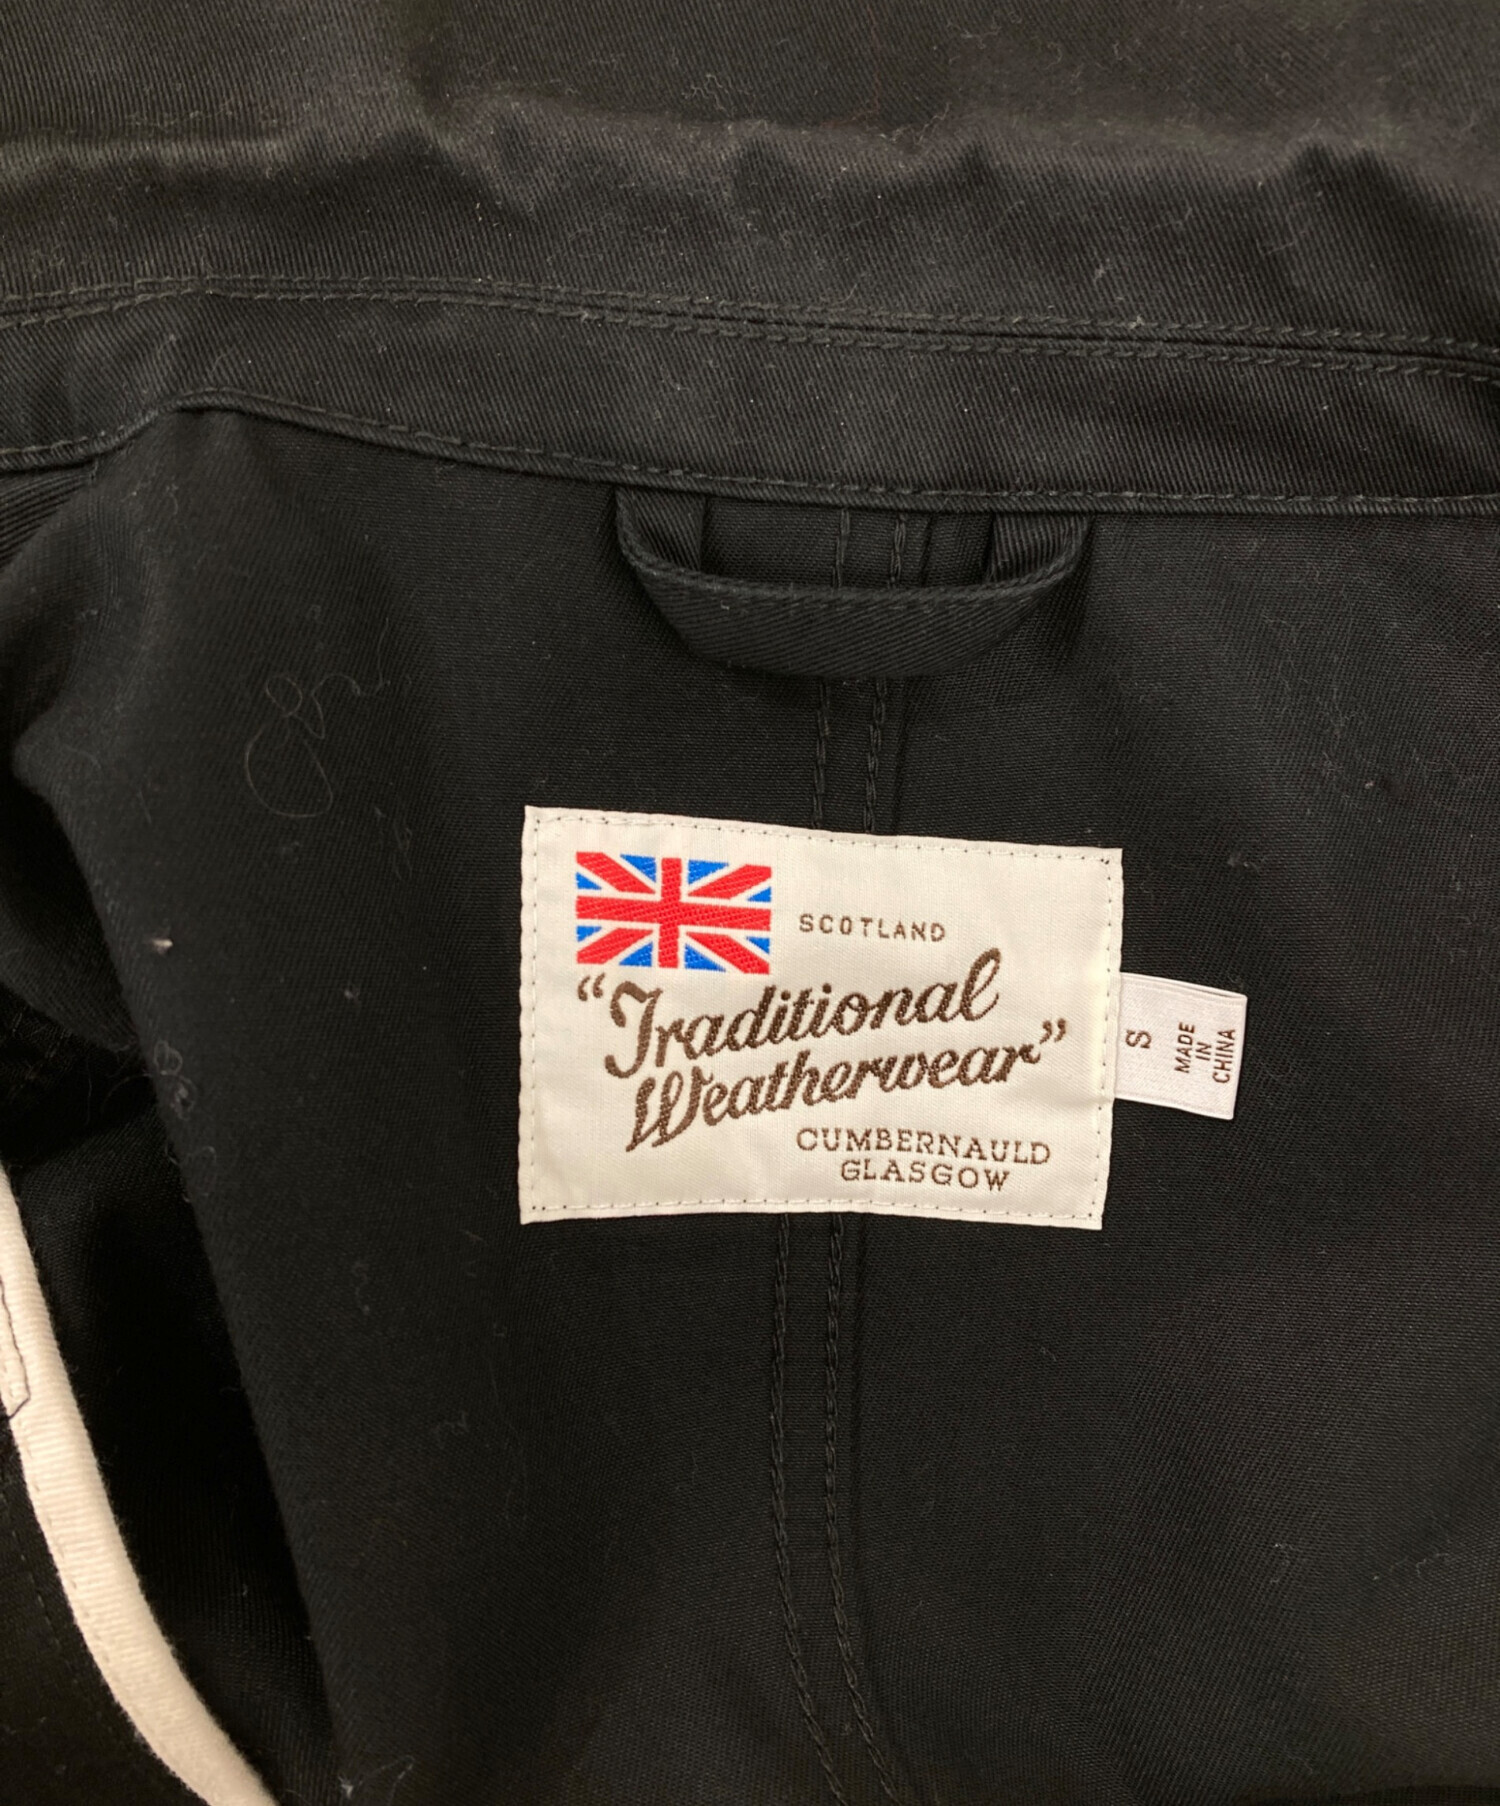 SCOTLAND
“Traditional
Weatherwear”
CUMBERNAULD
GLASGOW
S
MADE
IN
CHINA